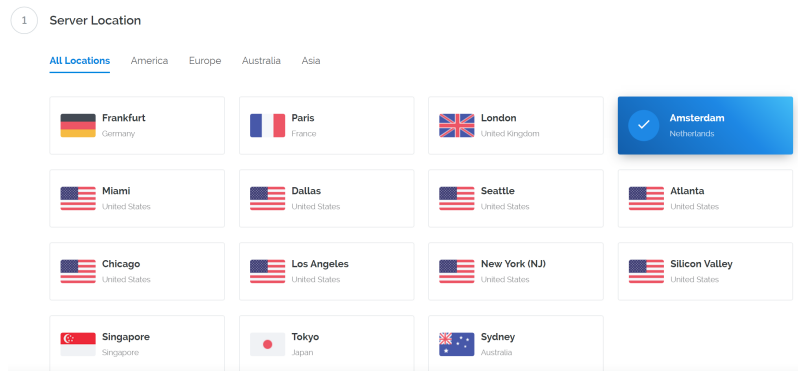 1 Server Location
All Locations America Europe Australia Asia
Frankfurt Paris London Amsterdam
Germany France United Kingdom Netherlands
Miami Dallas Seattle Atlanta
United States United States United States United States
Chicago Los Angeles New York (NJ) Silicon Valley
United States United States United States United States
Singapore Tokyo Sydney
Singapore Japan Australia